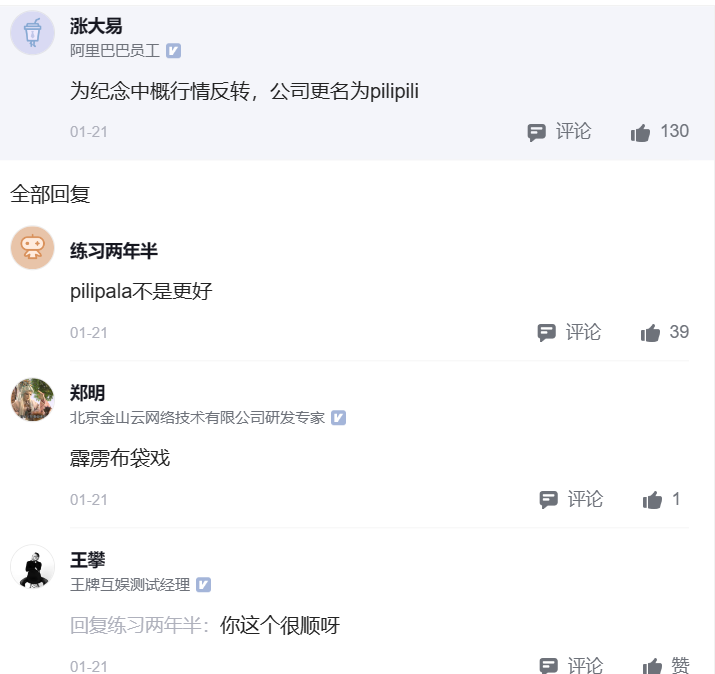 涨大易
阿里巴巴员工
为纪念中概行情反转，公司更名为pilipili
01-21 评论 130
全部回复
练习两年半
pilipala不是更好
01-21 评论 39
郑明
北京金山云网络技术有限公司研发专家
霹雳布袋戏
01-21 评论 1
王攀
王牌互娱测试经理
回复练习两年半：你这个很顺呀
01-21 评论 赞